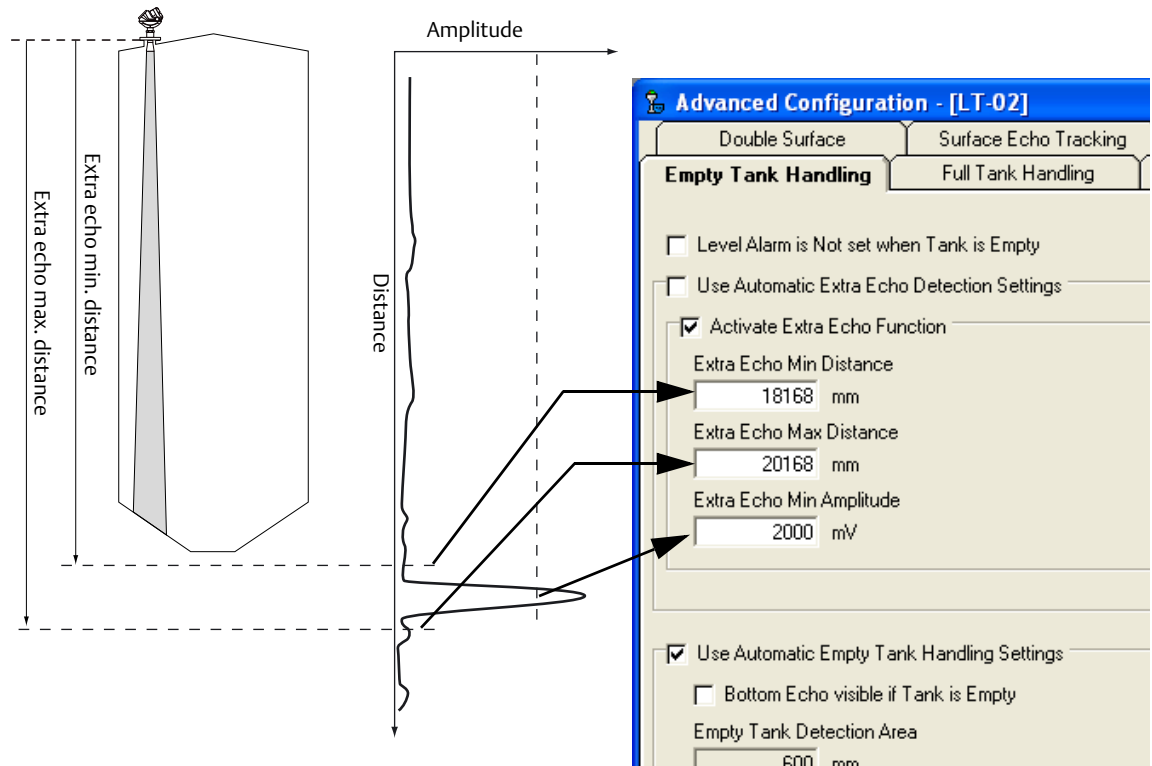 Amplitude
Extra echo min. distance
Extra echo max. distance
Distance
Advanced Configuration - [LT-02]
Double Surface
Surface Echo Tracking
Empty Tank Handling
Full Tank Handling
Level Alarm is Not set when Tank is Empty
Use Automatic Extra Echo Detection Settings
Activate Extra Echo Function
Extra Echo Min Distance
18168 mm
Extra Echo Max Distance
20168 mm
Extra Echo Min Amplitude
2000 mV
Use Automatic Empty Tank Handling Settings
Bottom Echo visible if Tank is Empty
Empty Tank Detection Area
600 mm